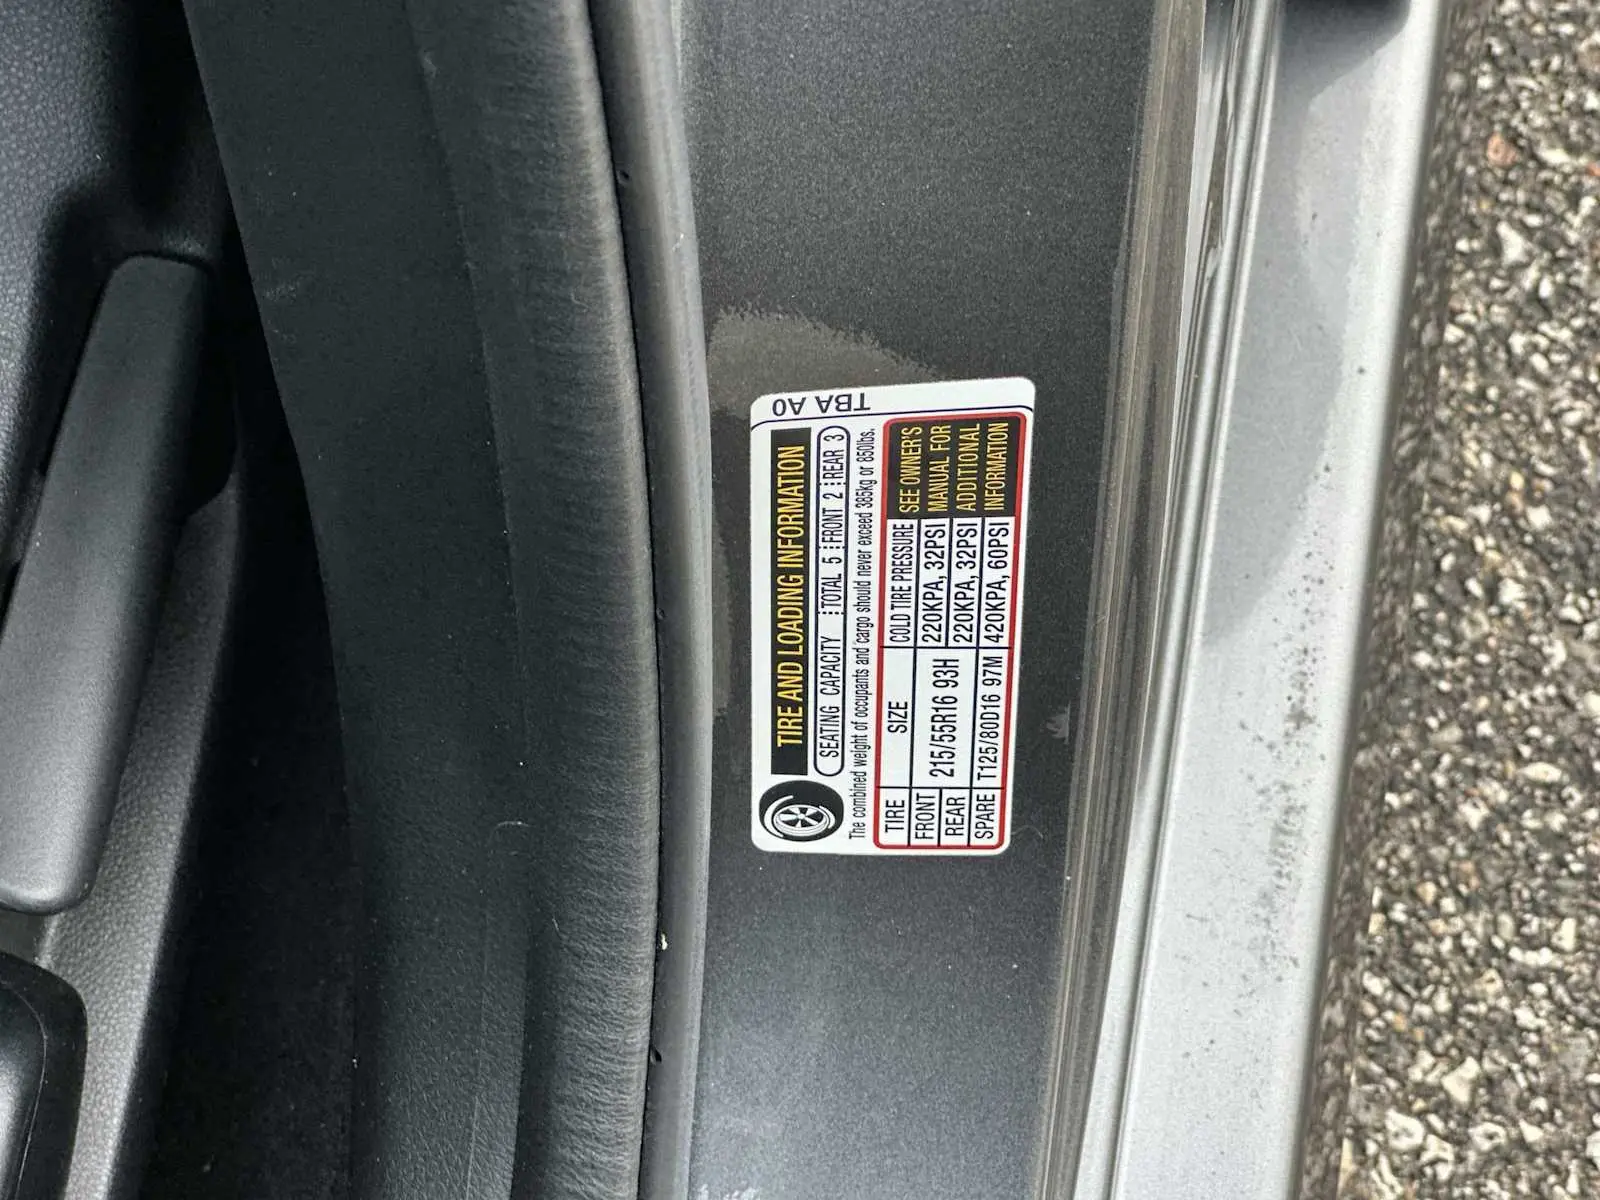 TBA A0
TIRE AND LOADING INFORMATION
SEATING CAPACITY TOTAL 5 FRONT 2 REAR 3
The combined weight of occupants and cargo should never exceed 385kg or 850lbs.
TIRE SIZE COLD TIRE PRESSURE SEE OWNER'S
FRONT 215/55R16 93H 220KPA, 32PSI MANUAL FOR
REAR 220KPA, 32PSI ADDITIONAL
SPARE T125/80D16 97M 420KPA, 60PSI INFORMATION